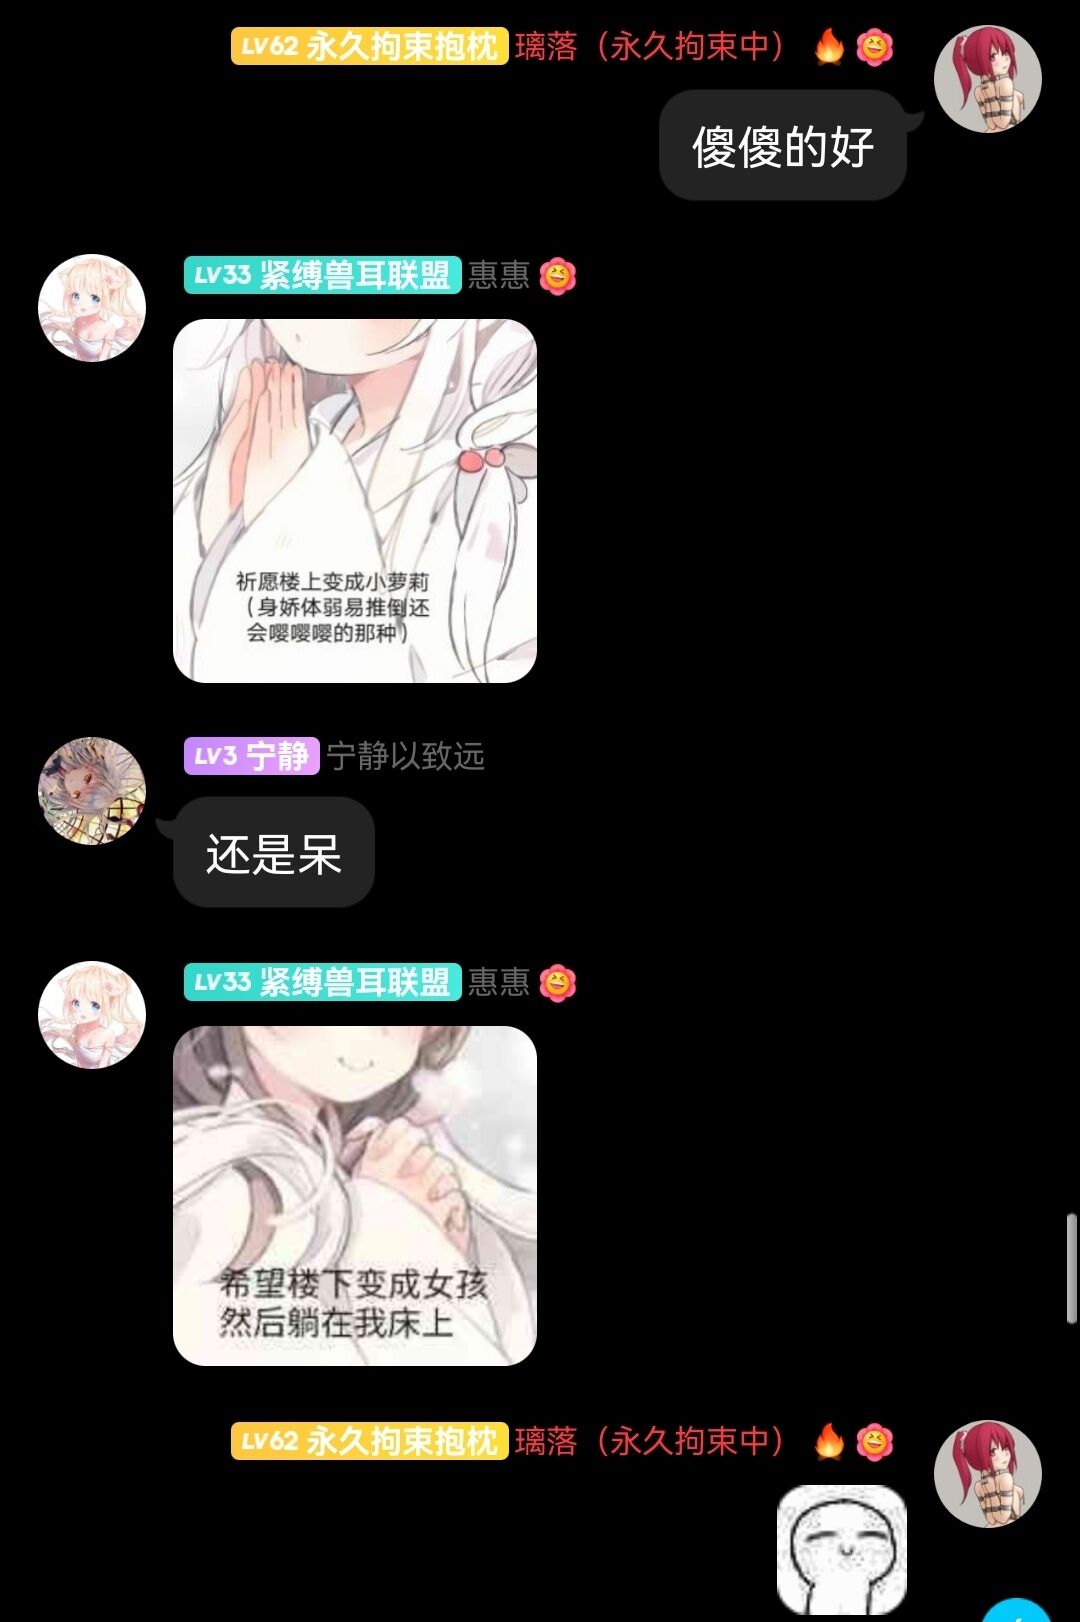 LV62 永久拘束抱枕 璃落（永久拘束中）
傻傻的好
LV33 紧缚兽耳联盟 惠惠
祈愿楼上变成小萝莉
（身娇体弱易推倒还
会嘤嘤嘤的那种）
LV3 宁静 宁静以致远
还是呆
LV33 紧缚兽耳联盟 惠惠
希望楼下变成女孩
然后躺在我床上
LV62 永久拘束抱枕 璃落（永久拘束中）